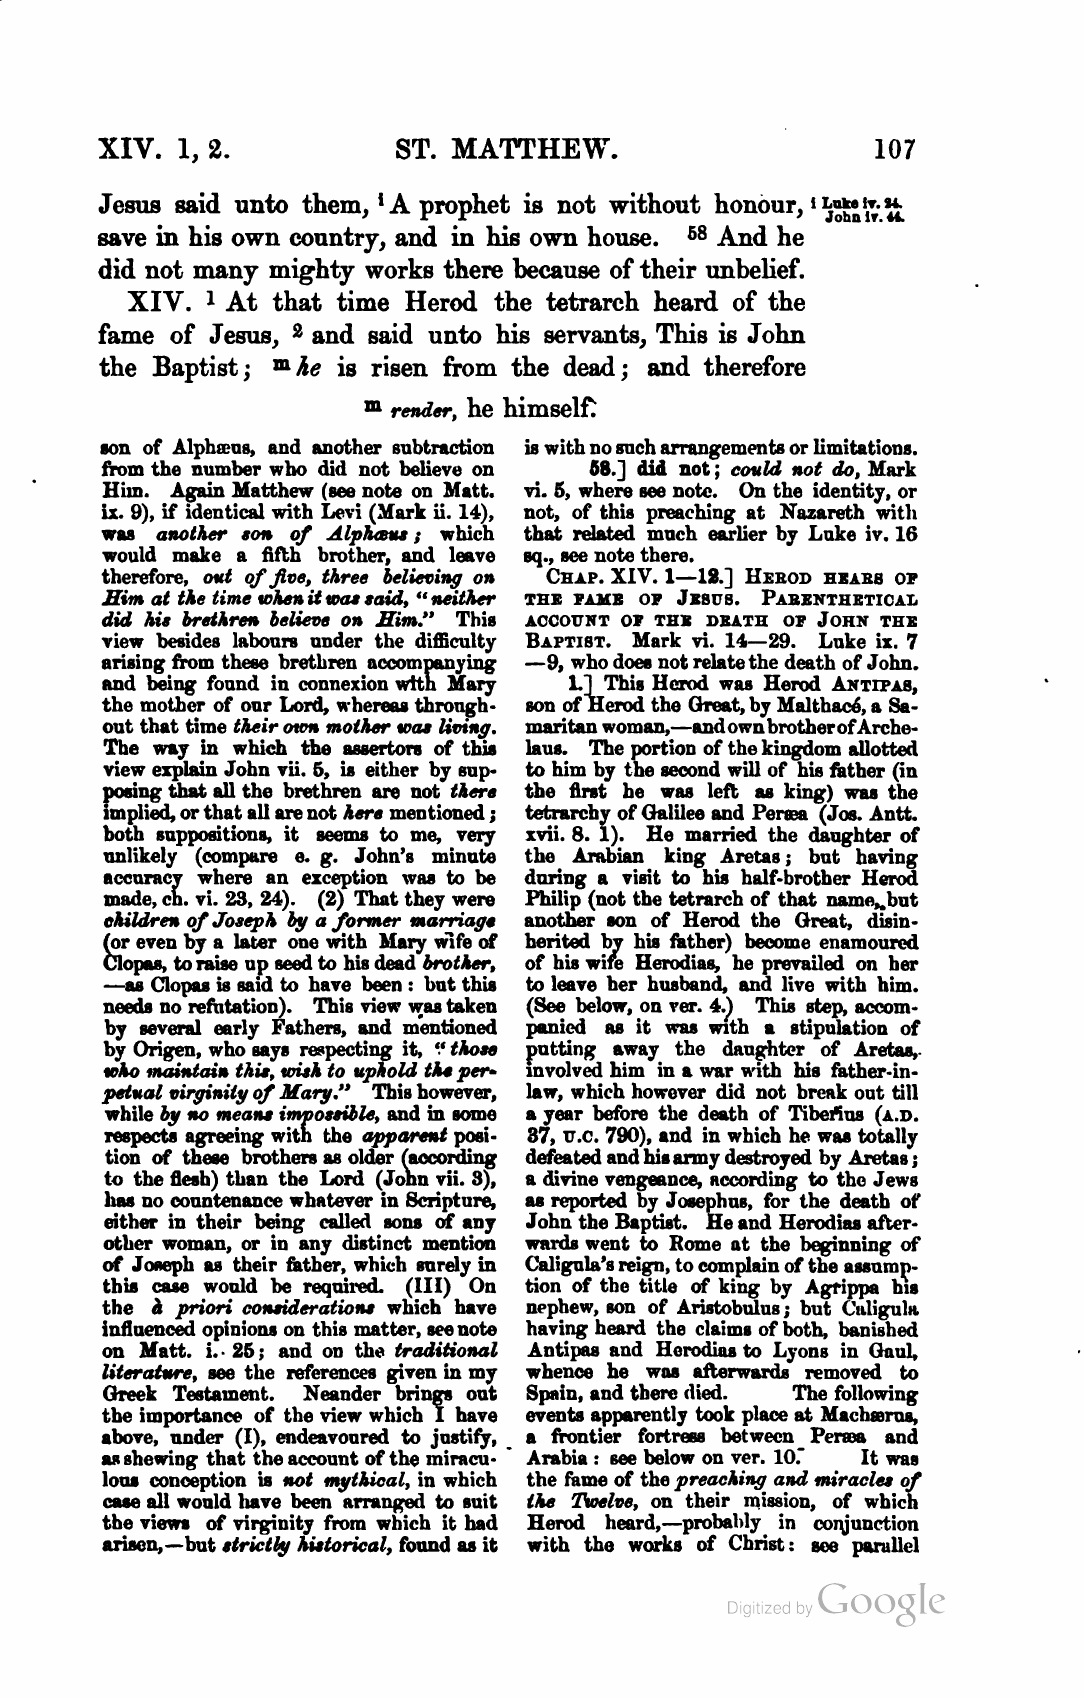 XIV. 1, 2. ST. MATTHEW. 107
Jesus said unto them, ¹ A prophet is not without honour,
save in his own country, and in his own house. 58 And he
did not many mighty works there because of their unbelief.
XIV. 1 At that time Herod the tetrarch heard of the
fame of Jesus, 2 and said unto his servants, This is John
the Baptist; m he is risen from the dead; and therefore
l Luke iv. 24.
John iv. 44.
m render, he himself.
son of Alphæus, and another subtraction
from the number who did not believe on
Him. Again Matthew (see note on Matt.
ix. 9), if identical with Levi (Mark ii. 14),
was another son of Alphæus; which
would make a fifth brother, and leave
therefore, out of five, three believing on
Him at the time when it was said, “neither
did his brethren believe on Him.” This
view besides labours under the difficulty
arising from these brethren accompanying
and being found in connexion with Mary
the mother of our Lord, whereas through-
out that time their own mother was living.
The way in which the assertors of this
view explain John vii. 5, is either by sup-
posing that all the brethren are not there
implied, or that all are not here mentioned;
both suppositions, it seems to me, very
unlikely (compare e. g. John's minute
accuracy where an exception was to be
made, ch. vi. 23, 24). (2) That they were
children of Joseph by a former marriage
(or even by a later one with Mary wife of
Clopas, to raise up seed to his dead brother,
—as Clopas is said to have been: but this
needs no refutation). This view was taken
by several early Fathers, and mentioned
by Origen, who says respecting it, “those
who maintain this, wish to uphold the per-
petual virginity of Mary.” This however,
while by no means impossible, and in some
respects agreeing with the apparent posi-
tion of these brothers as older (according
to the flesh) than the Lord (John vii. 3),
has no countenance whatever in Scripture,
either in their being called sons of any
other woman, or in any distinct mention
of Joseph as their father, which surely in
this case would be required. (III) On
the à priori considerations which have
influenced opinions on this matter, see note
on Matt. i. 25; and on the traditional
literature, see the references given in my
Greek Testament. Neander brings out
the importance of the view which I have
above, under (I), endeavoured to justify,
as shewing that the account of the miracu-
lous conception is not mythical, in which
case all would have been arranged to suit
the views of virginity from which it had
arisen,—but strictly historical, found as it
is with no such arrangements or limitations.
58.] did not; could not do, Mark
vi. 5, where see note. On the identity, or
not, of this preaching at Nazareth with
that related much earlier by Luke iv. 16
sq., see note there.
CHAP. XIV. 1—12.] HEROD HEARS OF
THE FAME OF JESUS. PARENTHETICAL
ACCOUNT OF THE DEATH OF JOHN THE
BAPTIST. Mark vi. 14—29. Luke ix. 7
—9, who does not relate the death of John.
1.] This Herod was Herod ANTIPAS,
son of Herod the Great, by Malthacé, a Sa-
maritan woman,—and own brother of Arche-
laus. The portion of the kingdom allotted
to him by the second will of his father (in
the first he was left as king) was the
tetrarchy of Galilee and Peræa (Jos. Antt.
xvii. 8. 1). He married the daughter of
the Arabian king Aretas; but having
during a visit to his half-brother Herod
Philip (not the tetrarch of that name, but
another son of Herod the Great, disin-
herited by his father) become enamoured
of his wife Herodias, he prevailed on her
to leave her husband, and live with him.
(See below, on ver. 4.) This step, accom-
panied as it was with a stipulation of
putting away the daughter of Aretas,
involved him in a war with his father-in-
law, which however did not break out till
a year before the death of Tiberius (A.D.
37, U.C. 790), and in which he was totally
defeated and his army destroyed by Aretas;
a divine vengeance, according to the Jews
as reported by Josephus, for the death of
John the Baptist. He and Herodias after-
wards went to Rome at the beginning of
Caligula's reign, to complain of the assump-
tion of the title of king by Agrippa his
nephew, son of Aristobulus; but Caligula
having heard the claims of both, banished
Antipas and Herodias to Lyons in Gaul,
whence he was afterwards removed to
Spain, and there died. The following
events apparently took place at Machærus,
a frontier fortress between Peræa and
Arabia: see below on ver. 10. It was
the fame of the preaching and miracles of
the Twelve, on their mission, of which
Herod heard,—probably in conjunction
with the works of Christ: see parallel
Digitized by Google